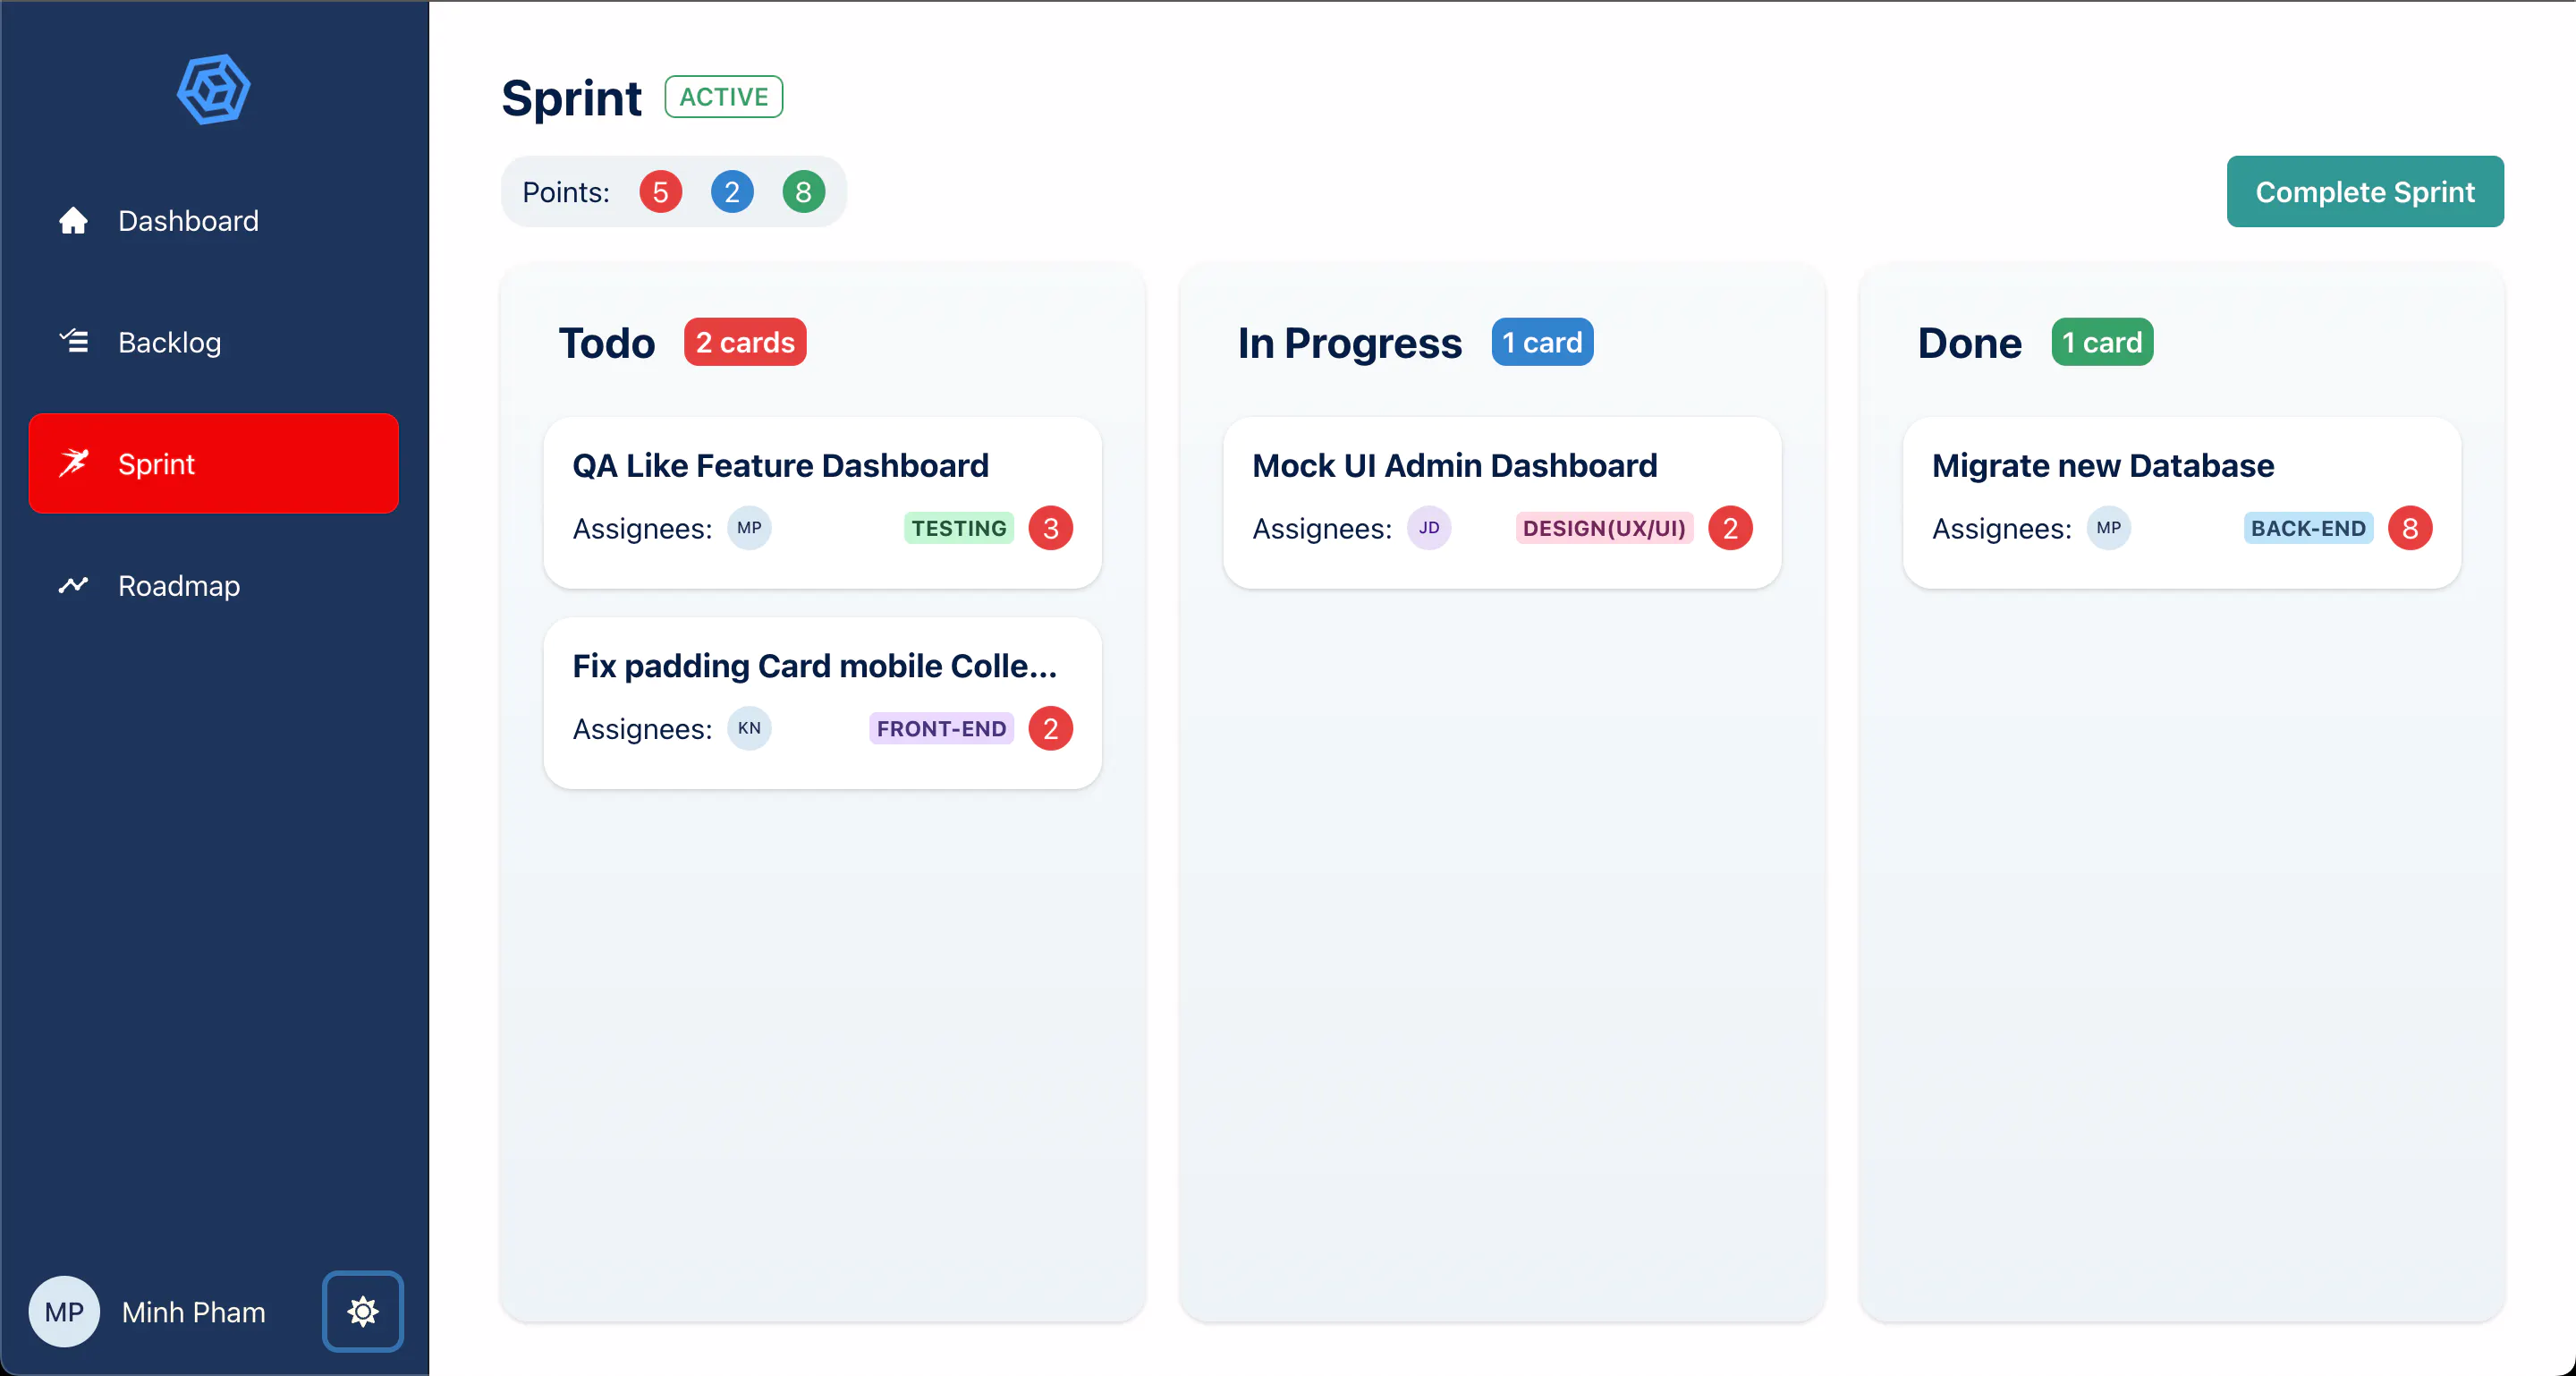 Dashboard
Backlog
Sprint
Roadmap
MP Minh Pham
Sprint ACTIVE
Points: 5 2 8
Complete Sprint
Todo 2 cards
QA Like Feature Dashboard
Assignees: MP TESTING 3
Fix padding Card mobile Colle...
Assignees: KN FRONT-END 2
In Progress 1 card
Mock UI Admin Dashboard
Assignees: JD DESIGN(UX/UI) 2
Done 1 card
Migrate new Database
Assignees: MP BACK-END 8